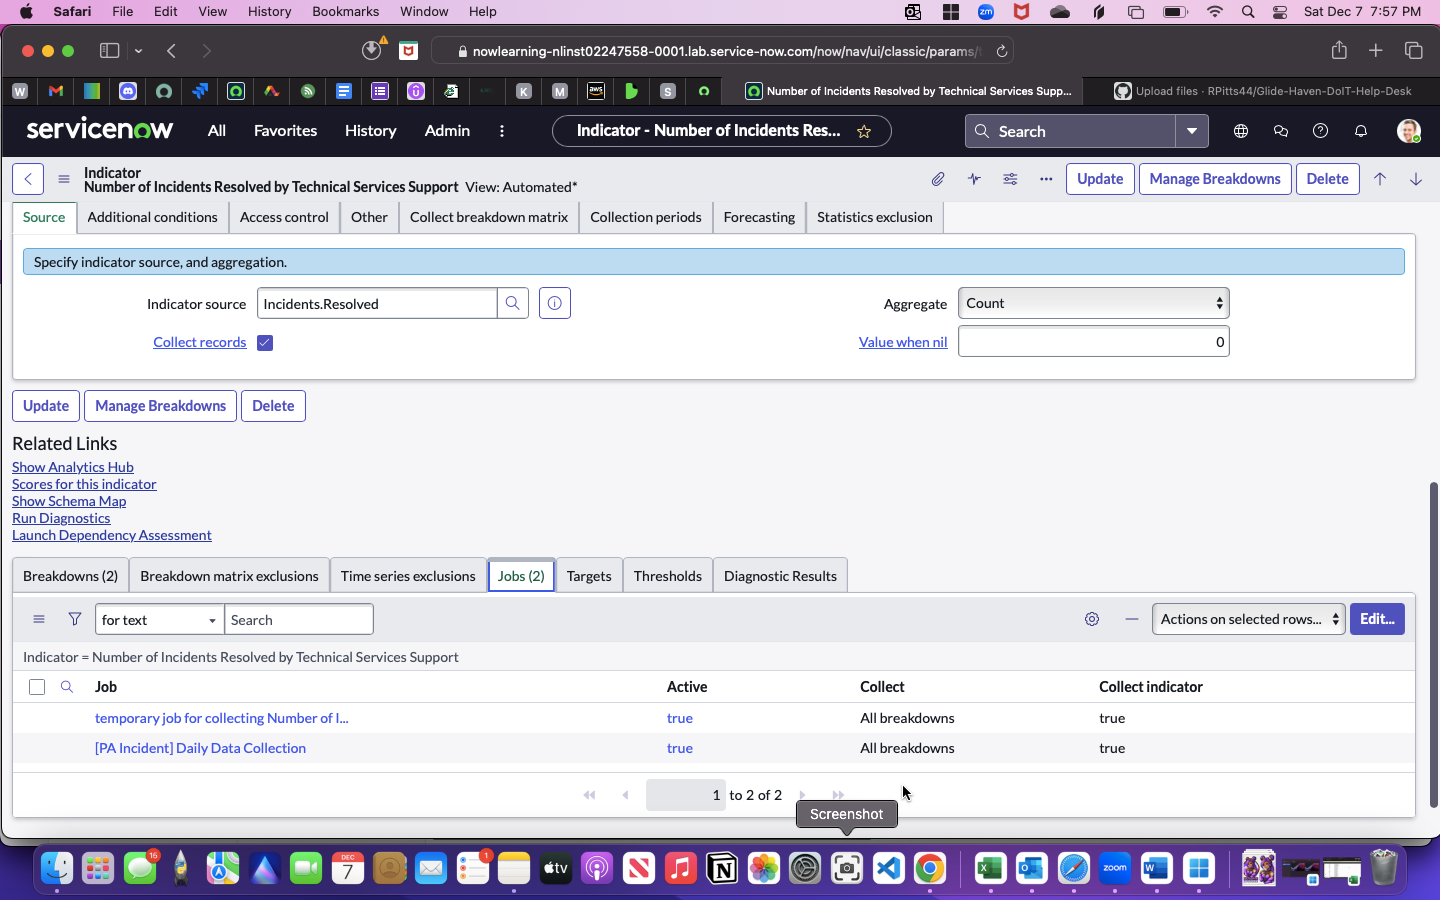 Safari File Edit View History Bookmarks Window Help
Sat Dec 7 7:57 PM
nowlearning-nlinst02247558-0001.lab.service-now.com/now/nav/ui/classic/params/
Number of Incidents Resolved by Technical Services Supp...
Upload files · RPitts44/Glide-Haven-DoIT-Help-Desk
servicenow All Favorites History Admin
Indicator - Number of Incidents Res...
Search
Indicator
Number of Incidents Resolved by Technical Services Support View: Automated*
Update Manage Breakdowns Delete
Source Additional conditions Access control Other Collect breakdown matrix Collection periods Forecasting Statistics exclusion
Specify indicator source, and aggregation.
Indicator source Incidents.Resolved
Aggregate Count
Collect records
Value when nil 0
Update Manage Breakdowns Delete
Related Links
Show Analytics Hub
Scores for this indicator
Show Schema Map
Run Diagnostics
Launch Dependency Assessment
Breakdowns (2) Breakdown matrix exclusions Time series exclusions Jobs (2) Targets Thresholds Diagnostic Results
for text Search
Actions on selected rows... Edit...
Indicator = Number of Incidents Resolved by Technical Services Support
Job Active Collect Collect indicator
temporary job for collecting Number of I... true All breakdowns true
[PA Incident] Daily Data Collection true All breakdowns true
1 to 2 of 2
Screenshot
16
DEC
7
1
tv
zoom